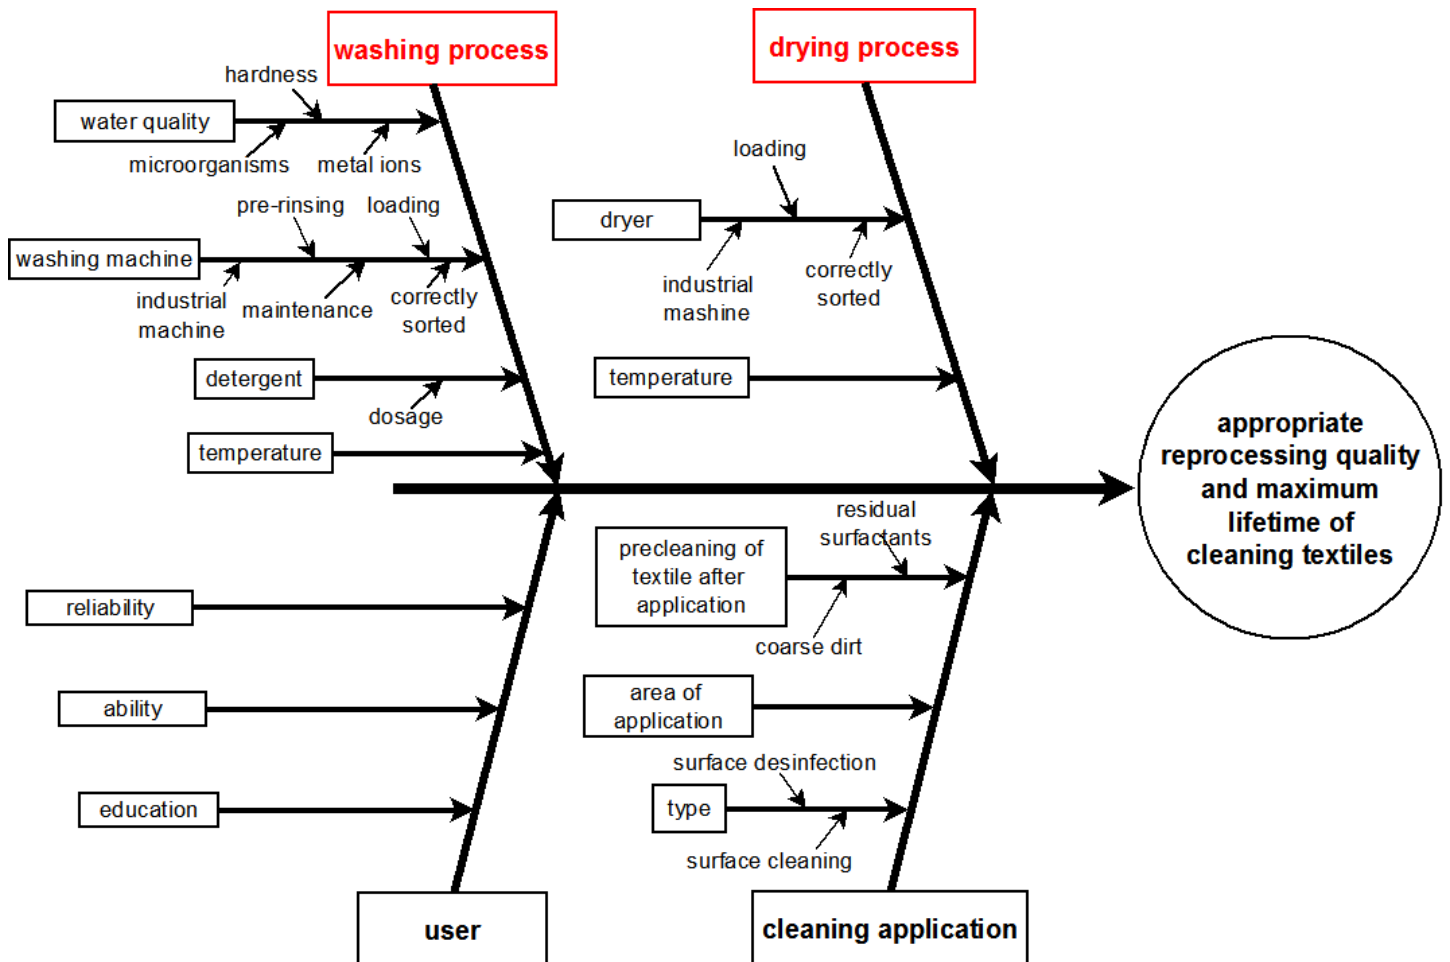 washing process
drying process
hardness
water quality
microorganisms
metal ions
pre-rinsing
loading
washing machine
industrial
machine
maintenance
correctly
sorted
detergent
dosage
temperature
loading
dryer
industrial
mashine
correctly
sorted
temperature
appropriate
reprocessing quality
and maximum
lifetime of
cleaning textiles
reliability
ability
education
user
residual
surfactants
precleaning of
textile after
application
coarse dirt
area of
application
surface desinfection
type
surface cleaning
cleaning application